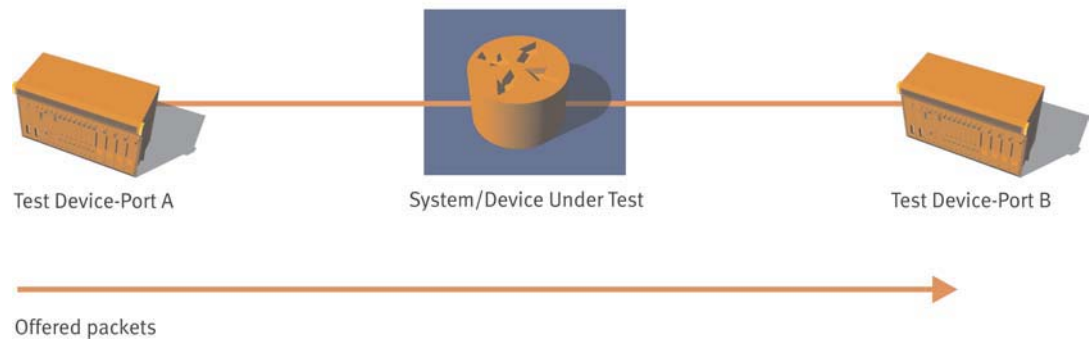 Test Device-Port A
System/Device Under Test
Test Device-Port B
Offered packets